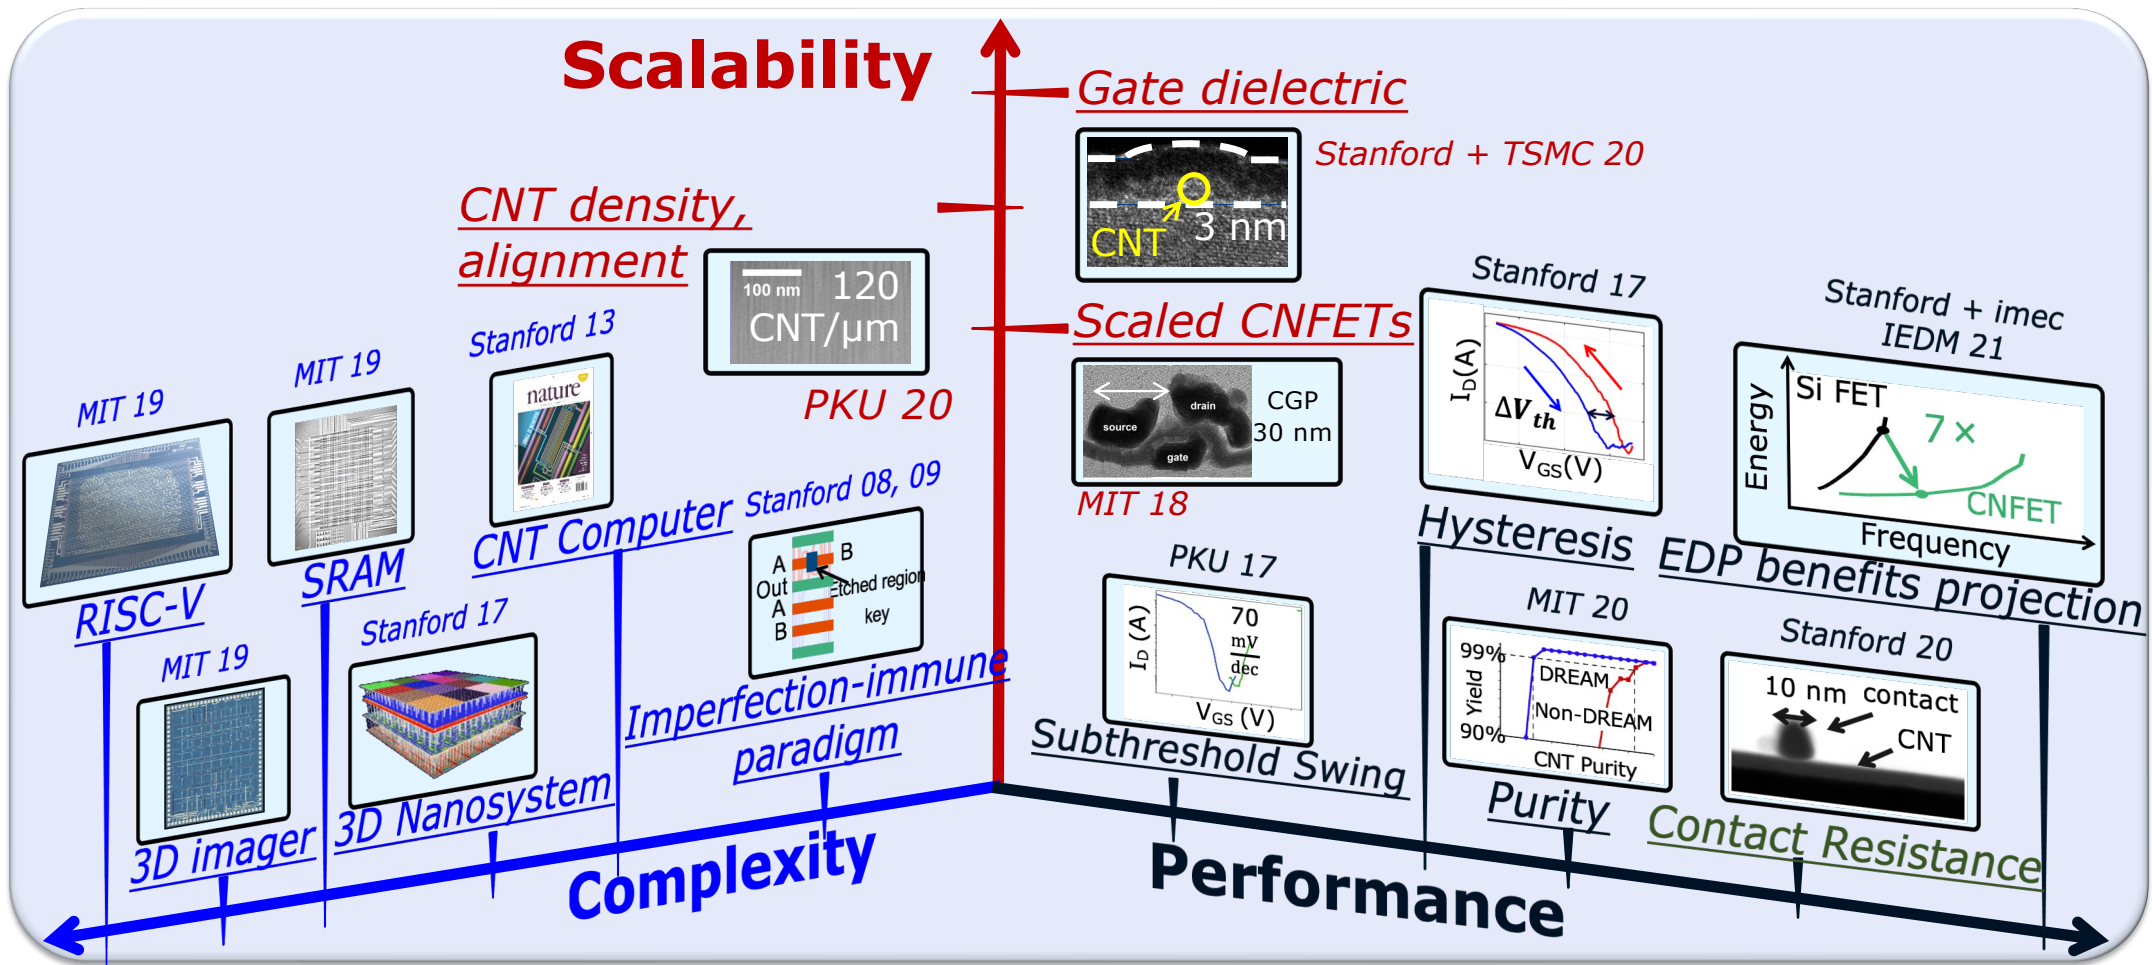 Scalability
Gate dielectric
Stanford + TSMC 20
CNT
3 nm
CNT density,
alignment
100 nm
120
CNT/µm
PKU 20
Scaled CNFETs
source
drain
gate
CGP
30 nm
MIT 18
MIT 19
RISC-V
MIT 19
SRAM
Stanford 13
nature
CNT Computer
Stanford 08, 09
A
B
Out
A
B
Etched region
key
Imperfection-immune
paradigm
MIT 19
3D imager
Stanford 17
3D Nanosystem
Complexity
Stanford 17
I_D(A)
ΔV_th
V_GS(V)
Hysteresis
Stanford + imec
IEDM 21
Energy
Si FET
7 ×
CNFET
Frequency
EDP benefits projection
PKU 17
I_D (A)
70
mV
dec
V_GS (V)
Subthreshold Swing
MIT 20
99%
Yield
90%
DREAM
Non-DREAM
CNT Purity
Purity
Stanford 20
10 nm contact
CNT
Contact Resistance
Performance